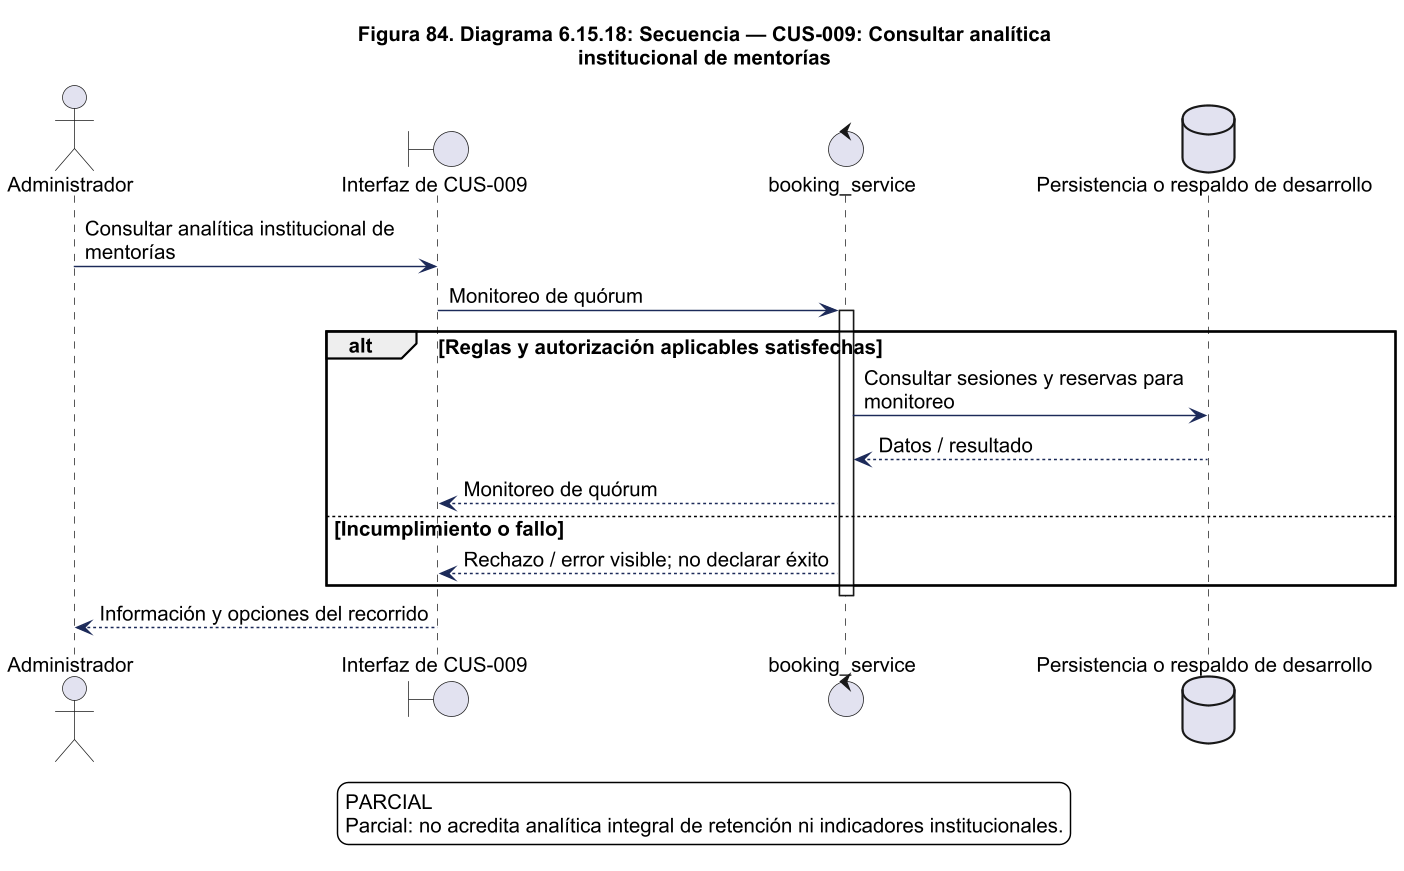 Figura 84. Diagrama 6.15.18: Secuencia — CUS-009: Consultar analítica
institucional de mentorías
Administrador
Interfaz de CUS-009
booking_service
Persistencia o respaldo de desarrollo
Consultar analítica institucional de
mentorías
Monitoreo de quórum
alt
[Reglas y autorización aplicables satisfechas]
Consultar sesiones y reservas para
monitoreo
Datos / resultado
Monitoreo de quórum
[Incumplimiento o fallo]
Rechazo / error visible; no declarar éxito
Información y opciones del recorrido
Administrador
Interfaz de CUS-009
booking_service
Persistencia o respaldo de desarrollo
PARCIAL
Parcial: no acredita analítica integral de retención ni indicadores institucionales.